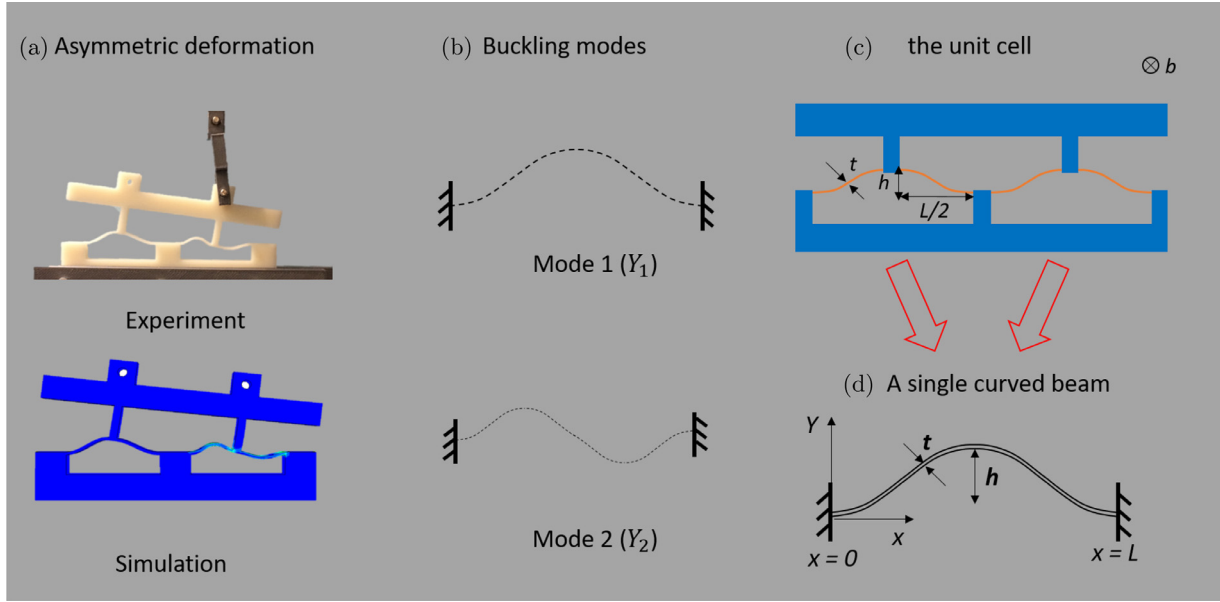 (a) Asymmetric deformation
Experiment
Simulation
(b) Buckling modes
Mode 1 (Y₁)
Mode 2 (Y₂)
(c) the unit cell
⊗ b
t
h
L/2
(d) A single curved beam
Y
t
h
x
x = 0
x = L